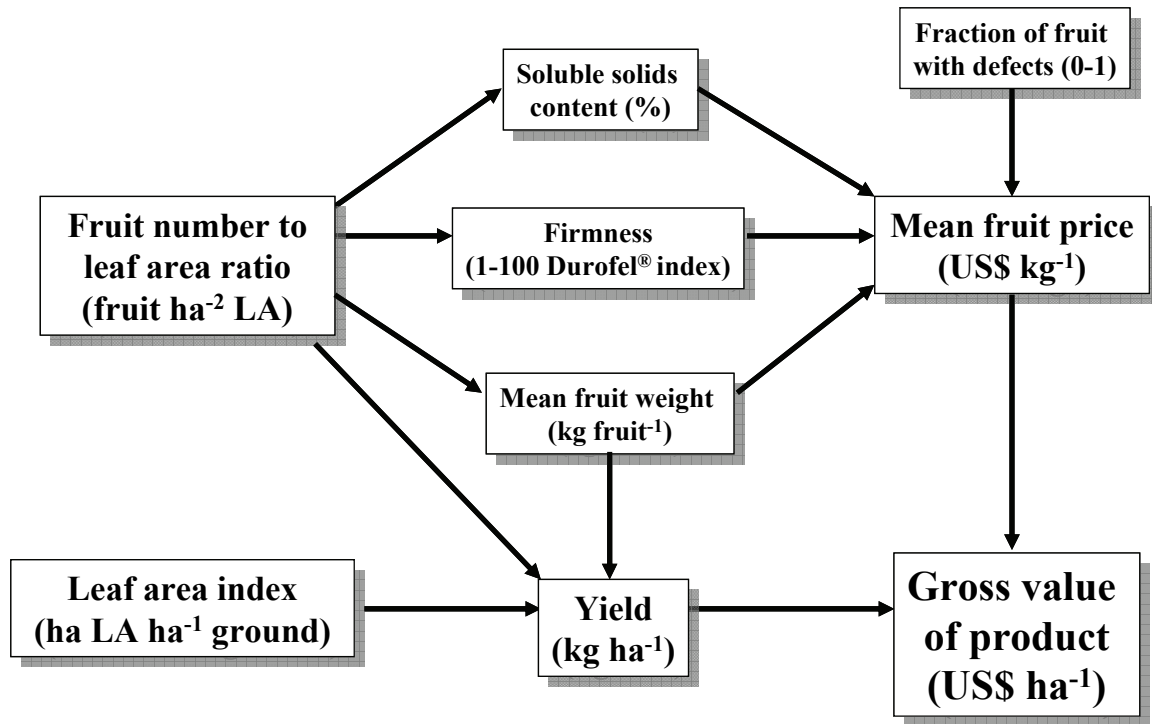 Fraction of fruit
with defects (0-1)
Soluble solids
content (%)
Fruit number to
leaf area ratio
(fruit ha⁻² LA)
Firmness
(1-100 Durofel® index)
Mean fruit price
(US$ kg⁻¹)
Mean fruit weight
(kg fruit⁻¹)
Leaf area index
(ha LA ha⁻¹ ground)
Yield
(kg ha⁻¹)
Gross value
of product
(US$ ha⁻¹)